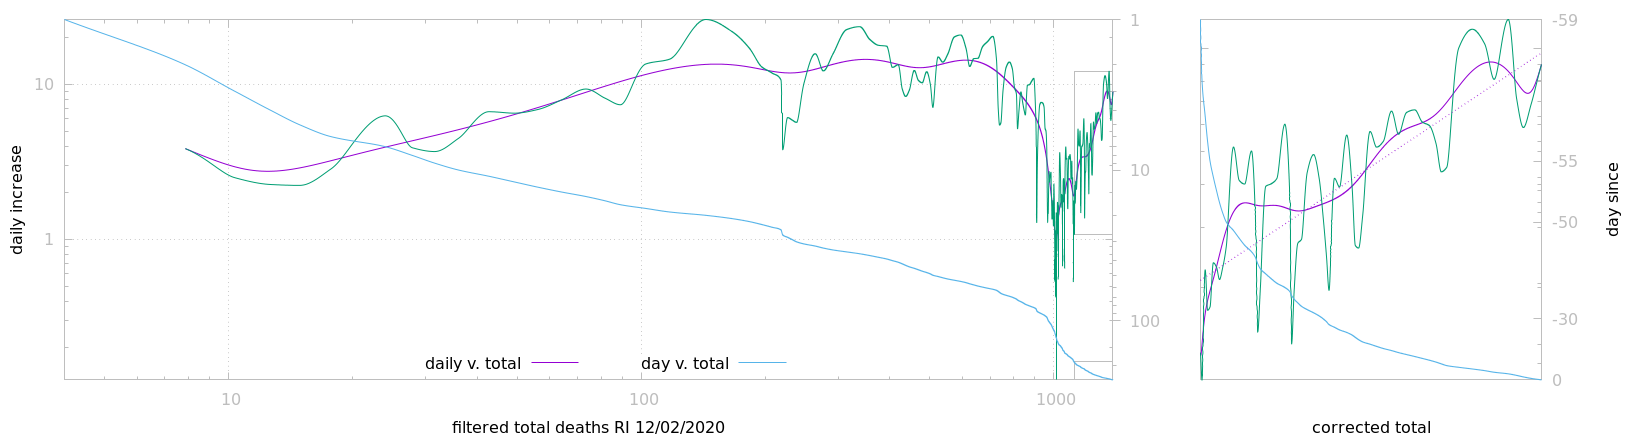 daily increase
10
1
daily v. total
day v. total
10
100
1000
filtered total deaths RI 12/02/2020
1
10
100
-59
-55
-50
-30
0
day since
corrected total